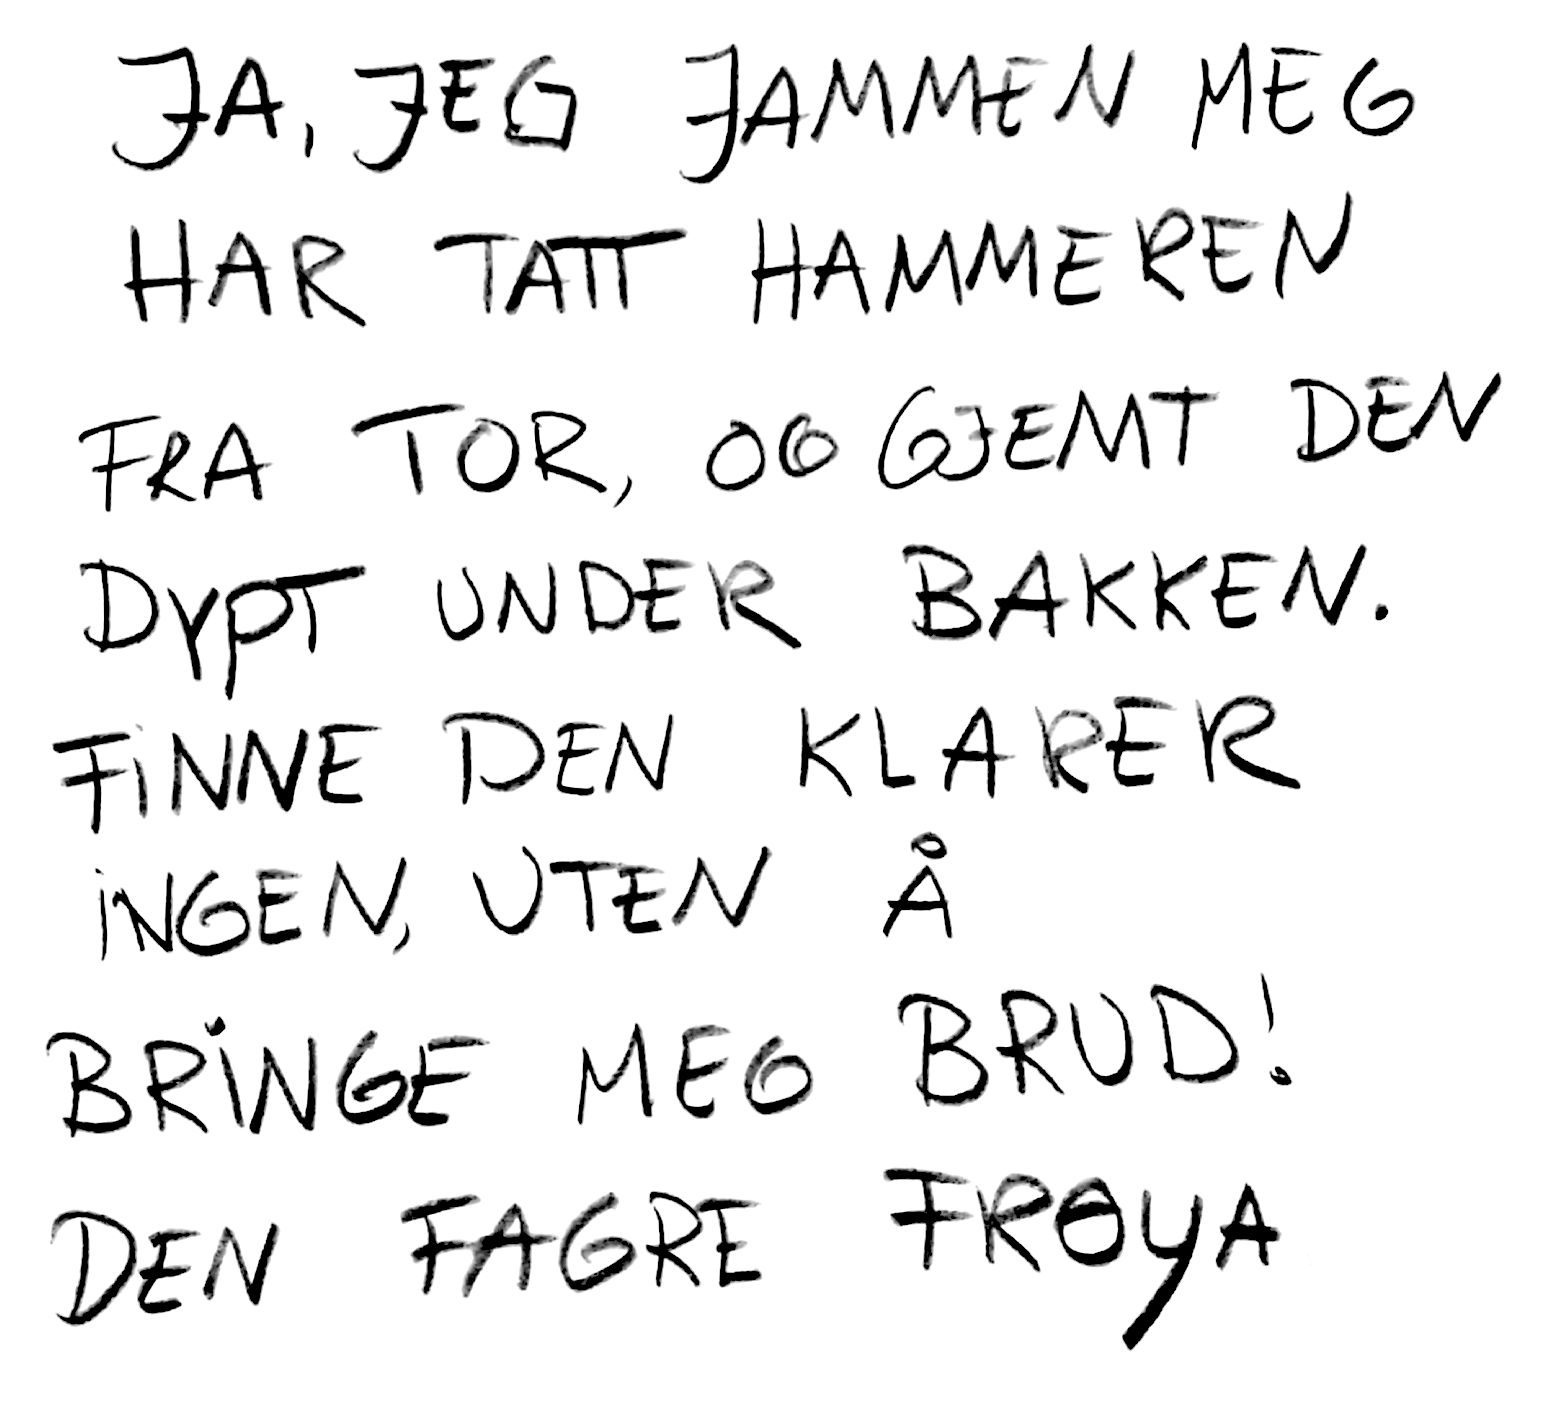 JA, JEG JAMMEN MEG
HAR TATT HAMMEREN
FRA TOR, OG GJEMT DEN
DYPT UNDER BAKKEN.
FINNE DEN KLARER
INGEN, UTEN Å
BRINGE MEG BRUD!
DEN FAGRE FRØYA